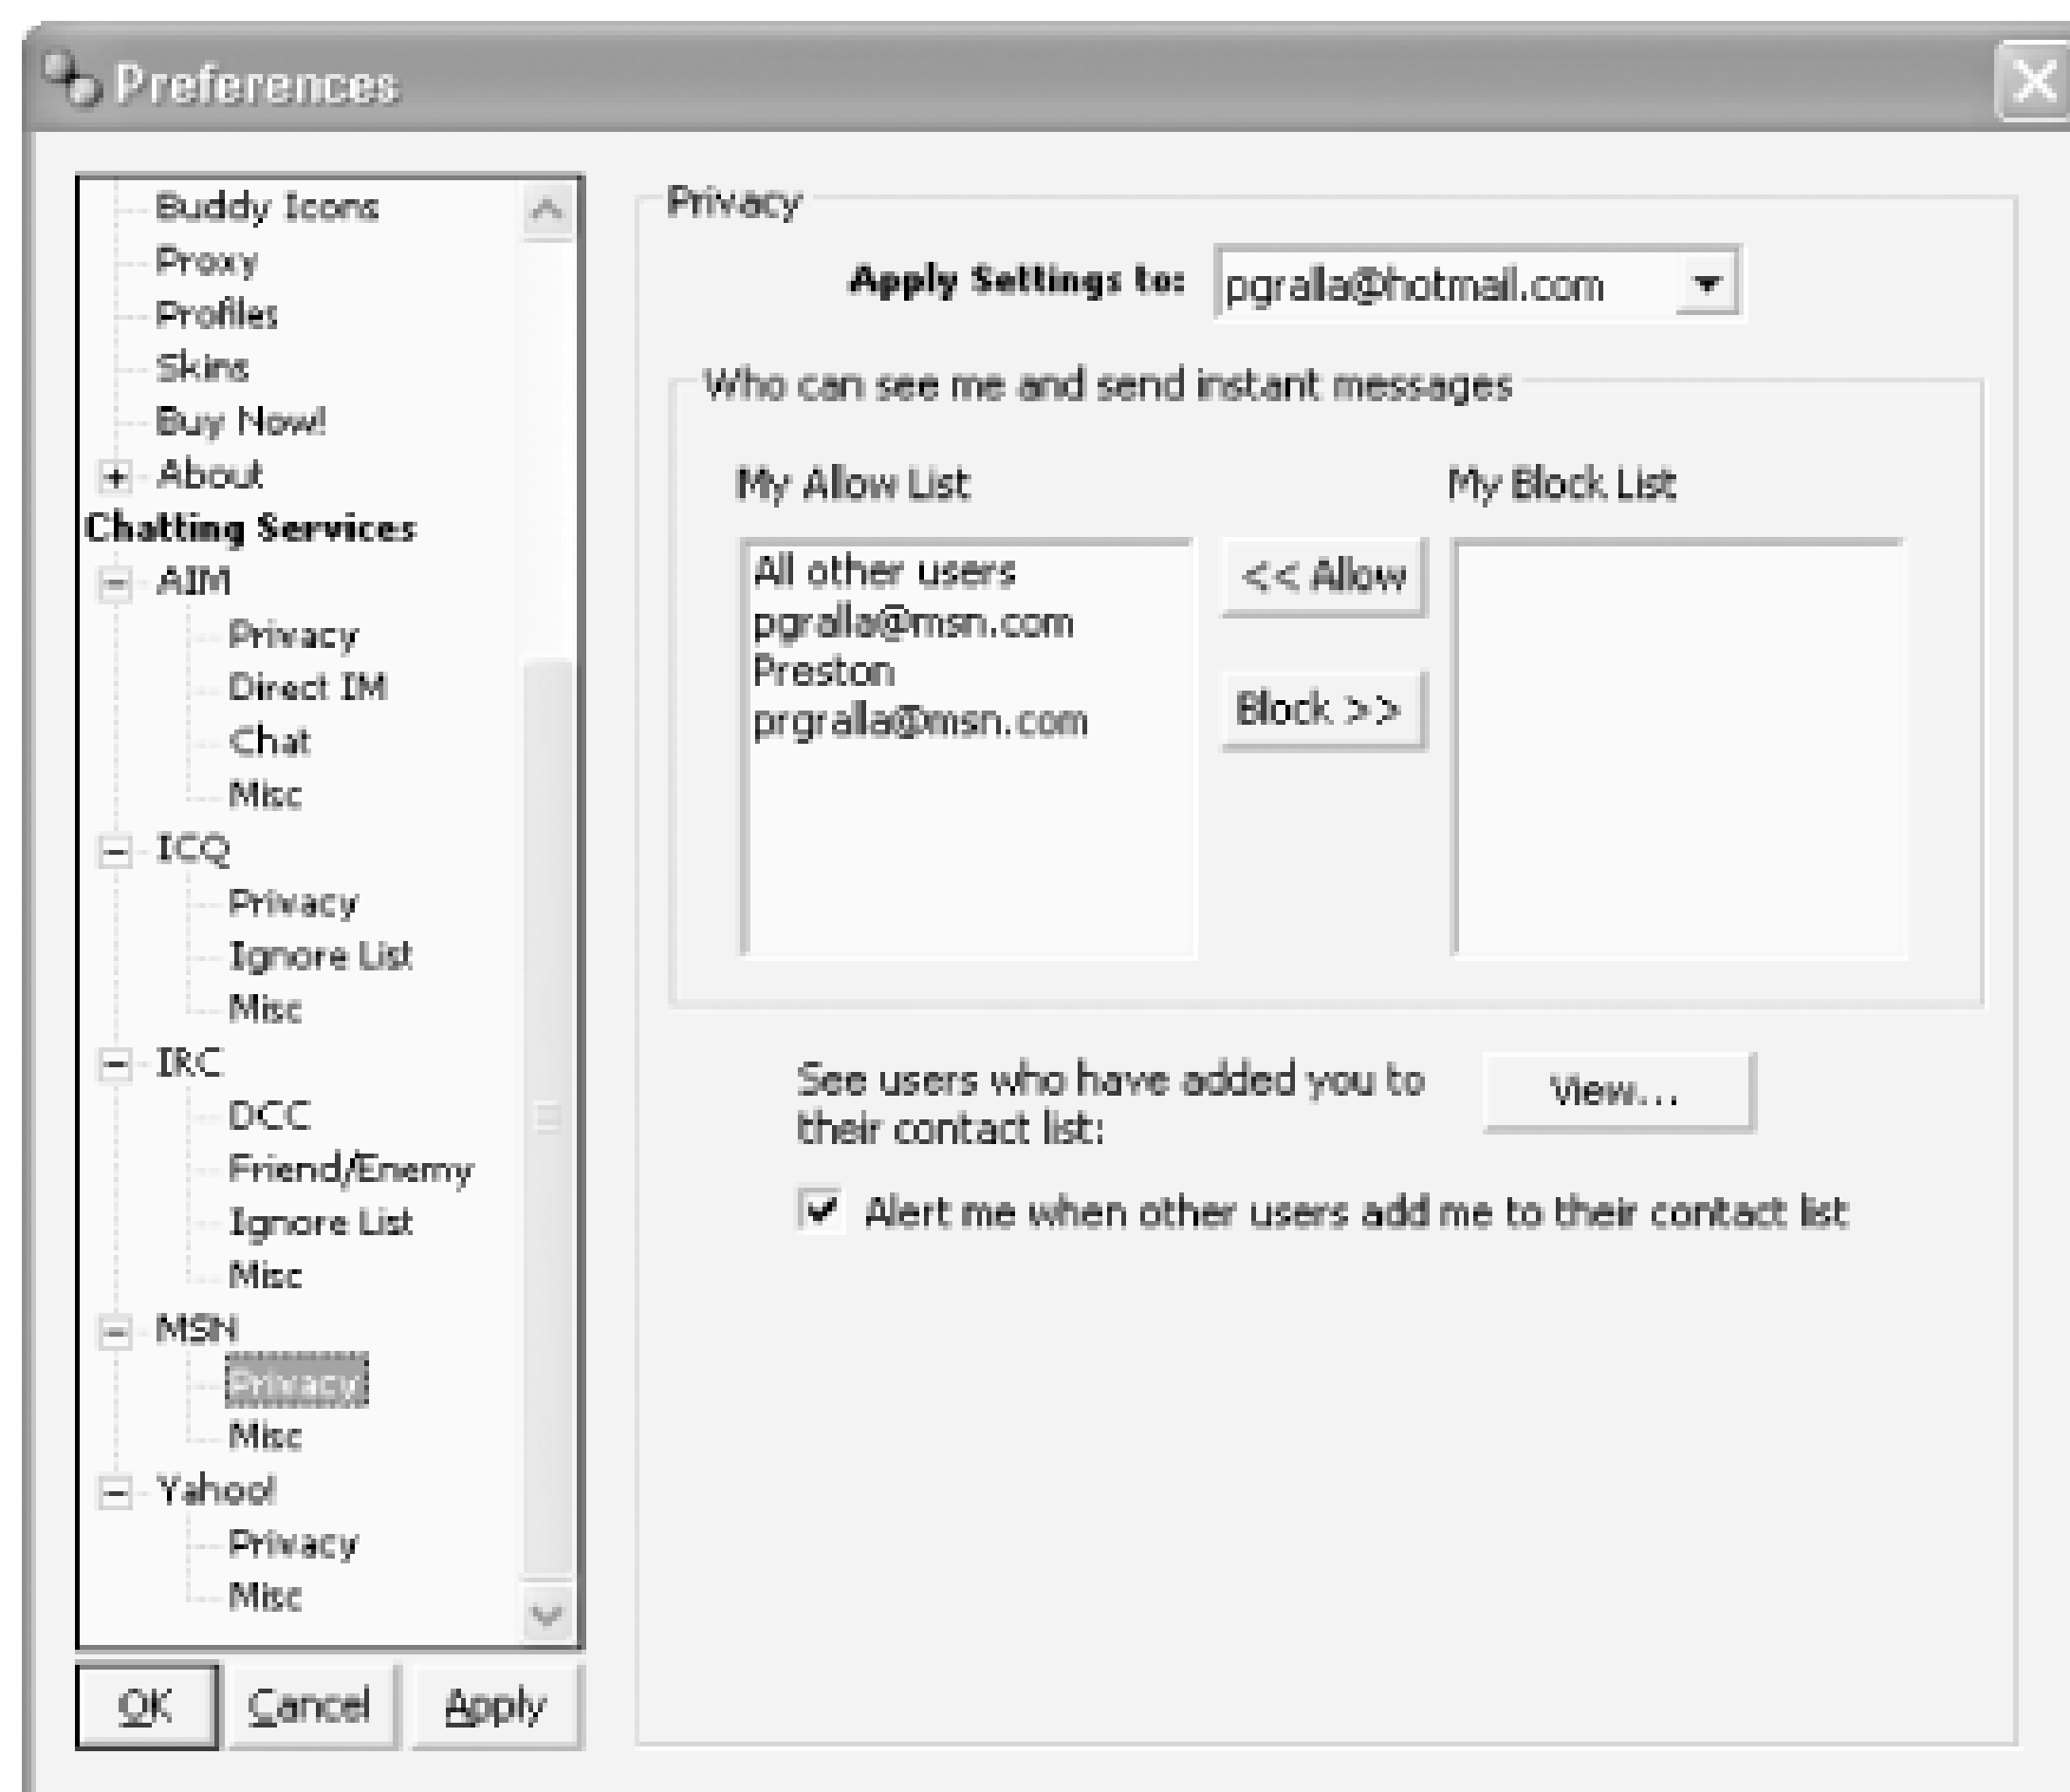 Preferences
Buddy Icons
Proxy
Profiles
Skins
Buy Now!
About
Chatting Services
AIM
Privacy
Direct IM
Chat
Misc
ICQ
Privacy
Ignore List
Misc
IRC
DCC
Friend/Enemy
Ignore List
Misc
MSN
Privacy
Misc
Yahoo!
Privacy
Misc
OK Cancel Apply
Privacy
Apply Settings to: pgralla@hotmail.com
Who can see me and send instant messages
My Allow List
All other users
pgralla@msn.com
Preston
prgralla@msn.com
<< Allow
Block >>
My Block List
See users who have added you to
their contact list:
View...
Alert me when other users add me to their contact list